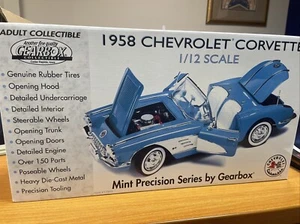 ADULT COLLECTIBLE
GEARBOX
COLLECTIBLE
1958 CHEVROLET CORVETTE
1/12 SCALE
• Genuine Rubber Tires
• Opening Hood
• Detailed Undercarriage
• Detailed Interior
• Steerable Wheels
• Opening Trunk
• Opening Doors
• Detailed Engine
• Over 150 Parts
• Poseable Wheels
• Heavy Die-Cast Metal
• Precision Tooling
Mint Precision Series by Gearbox